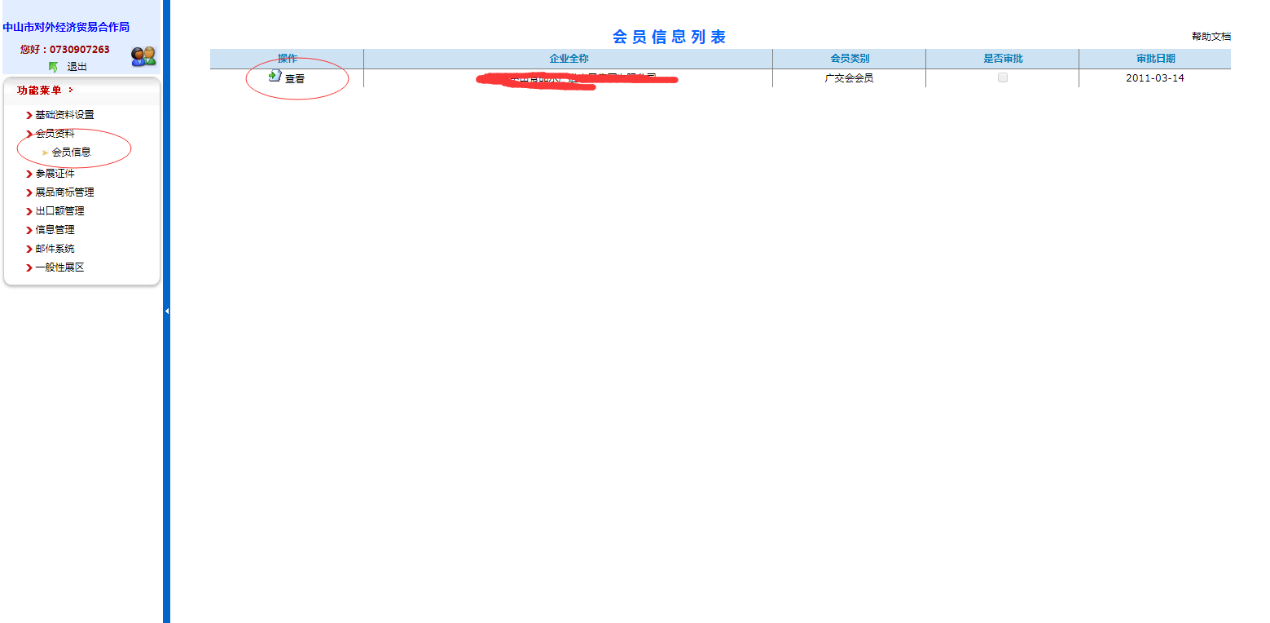 中山市对外经济贸易合作局
您好：0730907263
退出
功能菜单
基础资料设置
会员资料
会员信息
参展证件
展品商标管理
出口额管理
信息管理
邮件系统
一般性展区
会员信息列表
帮助文档
操作 企业全称 会员类别 是否审批 审批日期
查看 广交会会员 2011-03-14